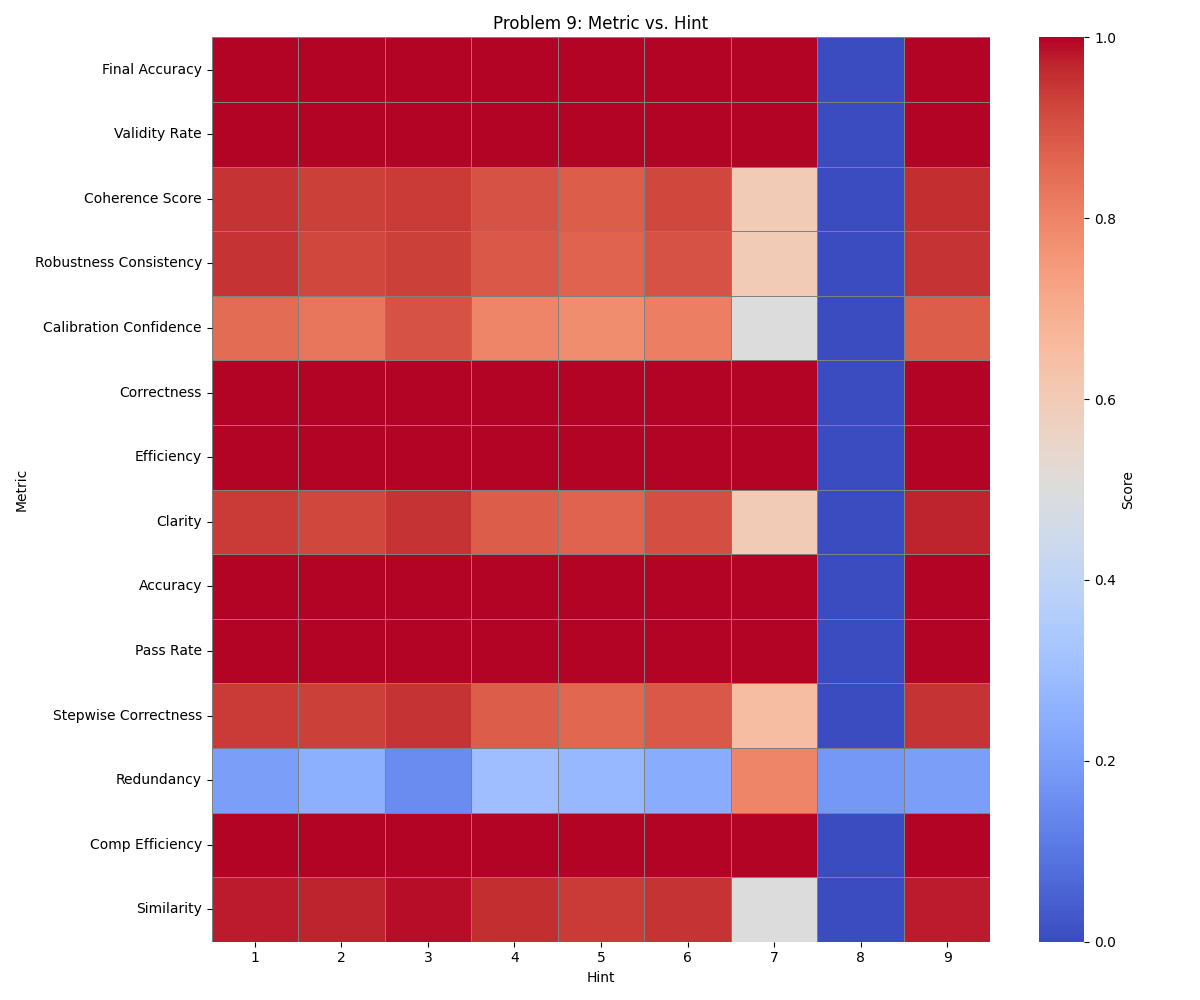 Problem 9: Metric vs. Hint
Final Accuracy
Validity Rate
Coherence Score
Robustness Consistency
Calibration Confidence
Correctness
Efficiency
Clarity
Accuracy
Pass Rate
Stepwise Correctness
Redundancy
Comp Efficiency
Similarity
Metric
1 2 3 4 5 6 7 8 9
Hint
1.0
0.8
0.6
0.4
0.2
0.0
Score